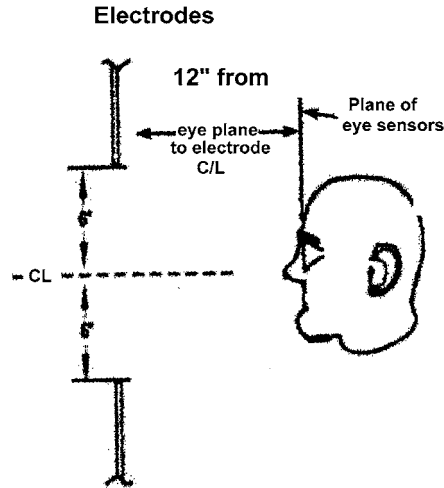 Electrodes
12" from
Plane of
eye sensors
eye plane
to electrode
C/L
CL